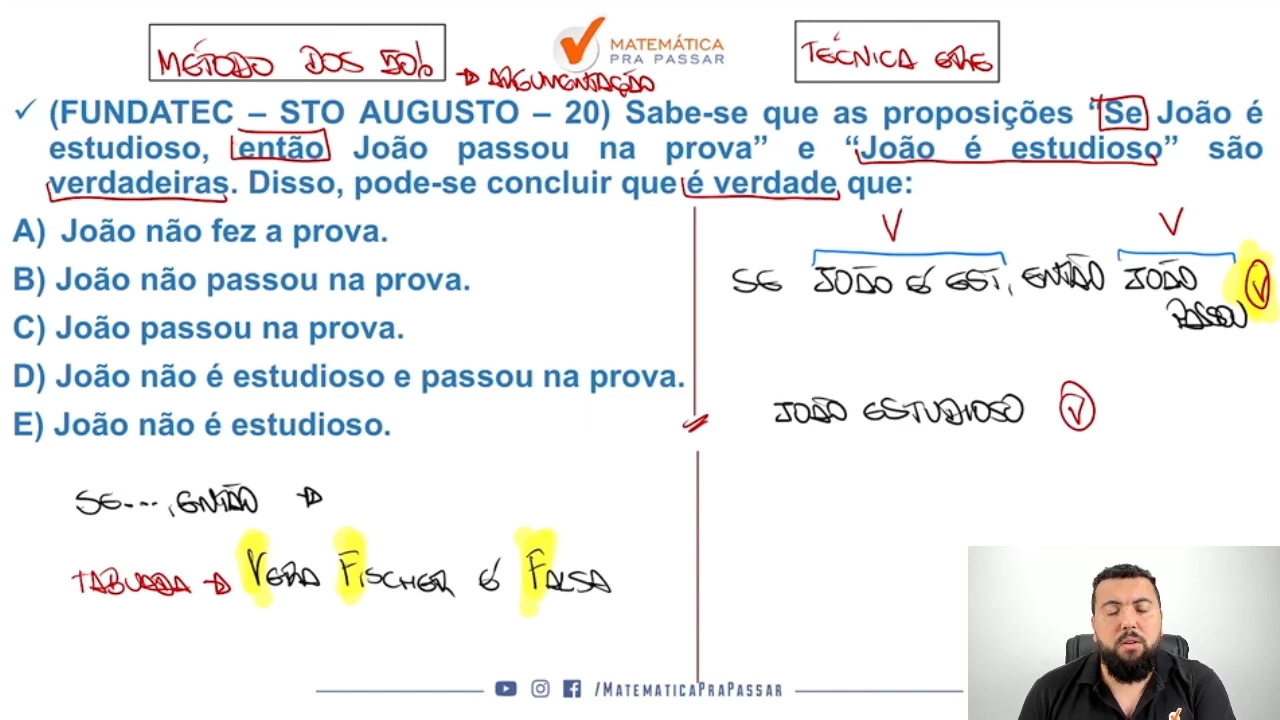 MÉTODO DOS 50%
→ ARGUMENTAÇÃO
MATEMÁTICA
PRA PASSAR
TÉCNICA
✓ (FUNDATEC – STO AUGUSTO – 20) Sabe-se que as proposições “Se João é
estudioso, então João passou na prova” e “João é estudioso” são
verdadeiras. Disso, pode-se concluir que é verdade que:
A) João não fez a prova.
B) João não passou na prova.
C) João passou na prova.
D) João não é estudioso e passou na prova.
E) João não é estudioso.
V V
SE JOÃO É EST, ENTÃO JOÃO V
PASSOU
JOÃO ESTUDIOSO V
SE---, ENTÃO →
TABUADA → VERA FISCHER É FALSA
/MATEMATICAPRAPASSAR